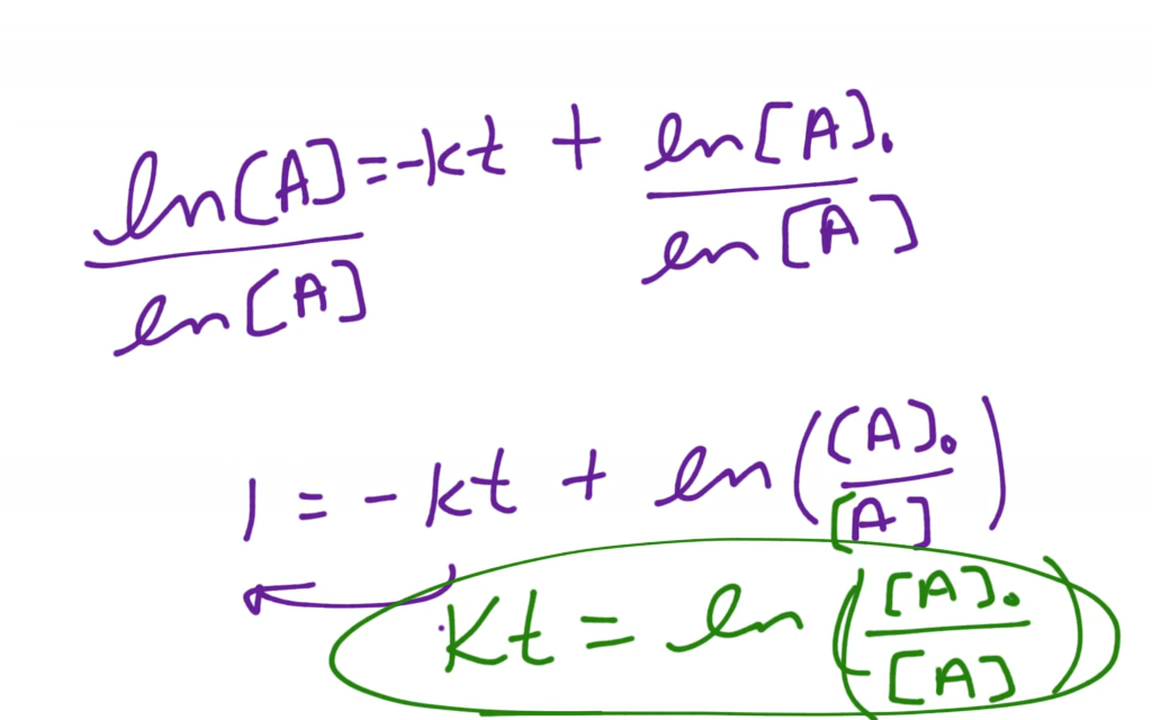 ln[A] = -kt + ln[A]₀
ln[A] ln[A]
1 = -kt + ln([A]₀/[A])
Kt = ln([A]₀/[A])